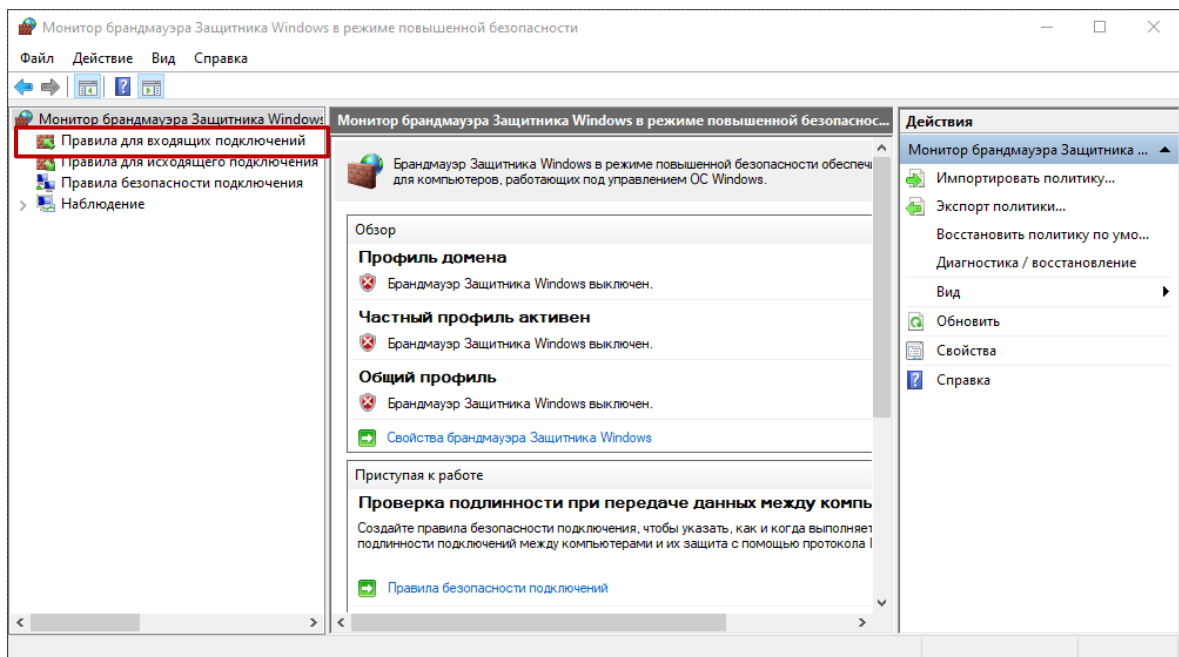 Монитор брандмауэра Защитника Windows в режиме повышенной безопасности
Файл Действие Вид Справка
Монитор брандмауэра Защитника Windows
Правила для входящих подключений
Правила для исходящего подключения
Правила безопасности подключения
Наблюдение
Монитор брандмауэра Защитника Windows в режиме повышенной безопаснос...
Брандмауэр Защитника Windows в режиме повышенной безопасности обеспечи
для компьютеров, работающих под управлением ОС Windows.
Обзор
Профиль домена
Брандмауэр Защитника Windows выключен.
Частный профиль активен
Брандмауэр Защитника Windows выключен.
Общий профиль
Брандмауэр Защитника Windows выключен.
Свойства брандмауэра Защитника Windows
Приступая к работе
Проверка подлинности при передаче данных между компь
Создайте правила безопасности подключения, чтобы указать, как и когда выполняет
подлинности подключений между компьютерами и их защита с помощью протокола I
Правила безопасности подключений
Действия
Монитор брандмауэра Защитника ...
Импортировать политику...
Экспорт политики...
Восстановить политику по умо...
Диагностика / восстановление
Вид
Обновить
Свойства
Справка